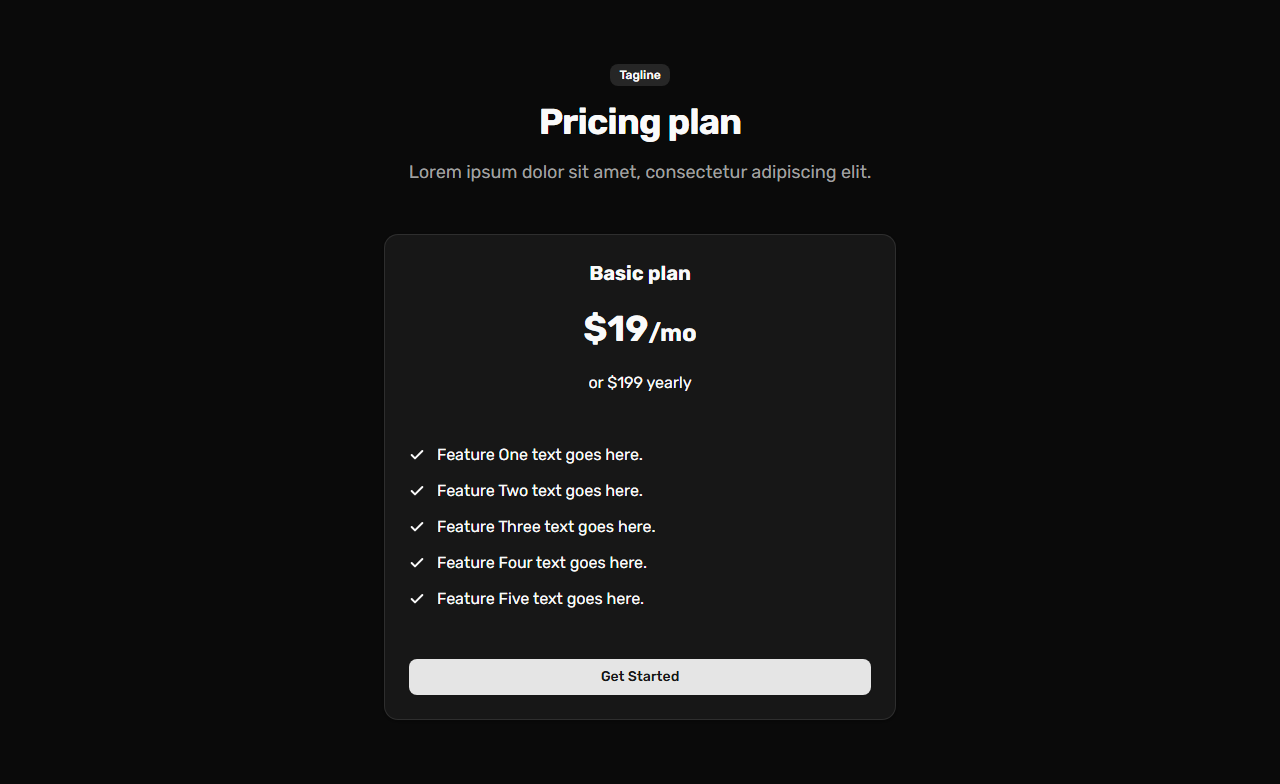 Tagline
Pricing plan
Lorem ipsum dolor sit amet, consectetur adipiscing elit.
Basic plan
$19/mo
or $199 yearly
Feature One text goes here.
Feature Two text goes here.
Feature Three text goes here.
Feature Four text goes here.
Feature Five text goes here.
Get Started